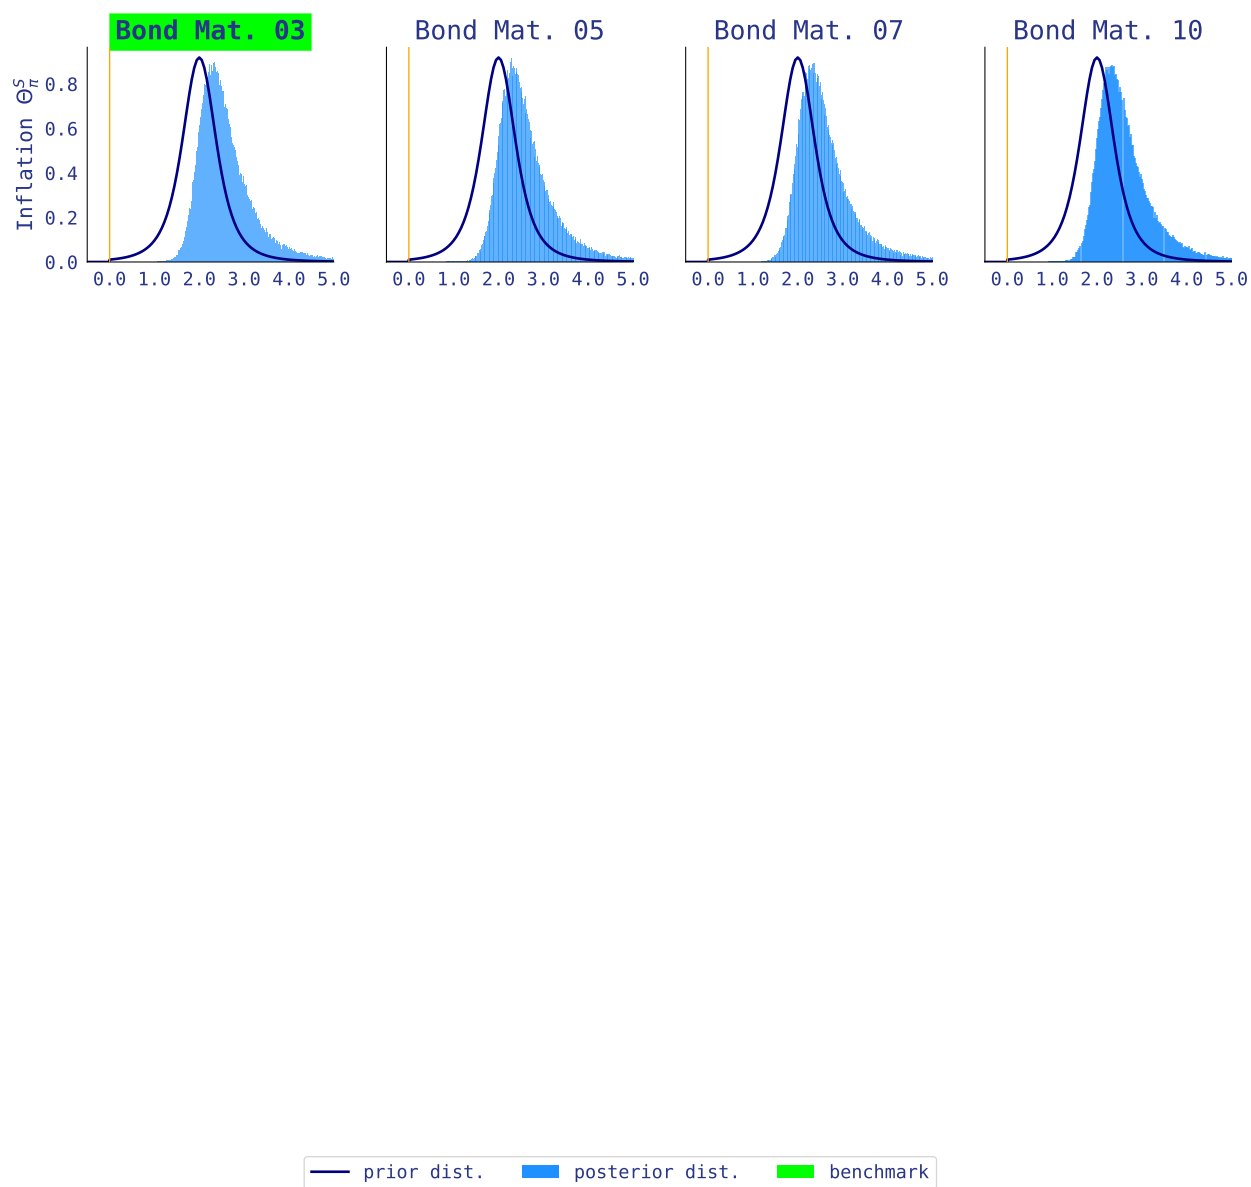 Bond Mat. 03 Bond Mat. 05 Bond Mat. 07 Bond Mat. 10
Inflation Θ_π^S
0.8
0.6
0.4
0.2
0.0
0.0 1.0 2.0 3.0 4.0 5.0 0.0 1.0 2.0 3.0 4.0 5.0 0.0 1.0 2.0 3.0 4.0 5.0 0.0 1.0 2.0 3.0 4.0 5.0
prior dist. posterior dist. benchmark